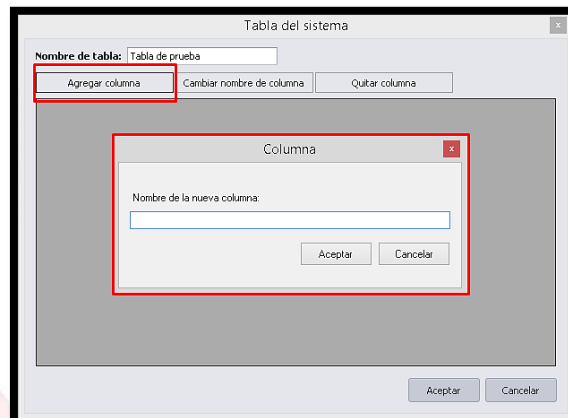 Tabla del sistema
x
Nombre de tabla: Tabla de prueba
Agregar columna Cambiar nombre de columna Quitar columna
Columna
x
Nombre de la nueva columna:
Aceptar Cancelar
Aceptar Cancelar